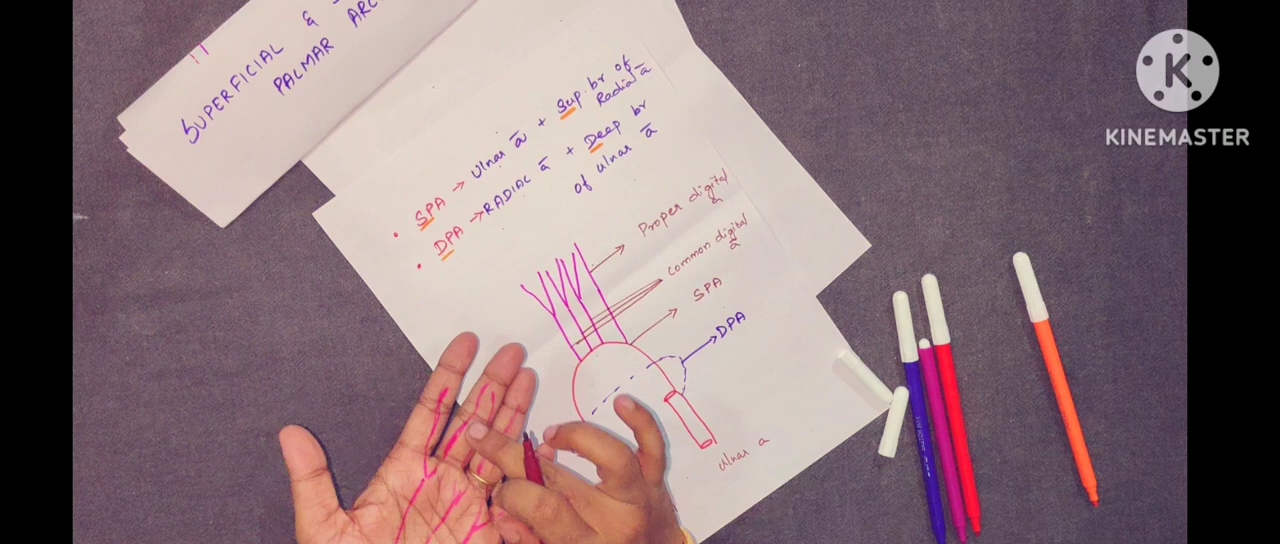 SUPERFICIAL &
PALMAR ARC
• SPA → Ulnar ā + Sup. br of
Radial ā
• DPA → RADIAL ā + Deep br
of ulnar ā
Proper digital
a
Common digital
ā
SPA
DPA
ulnar a
K
KINEMASTER